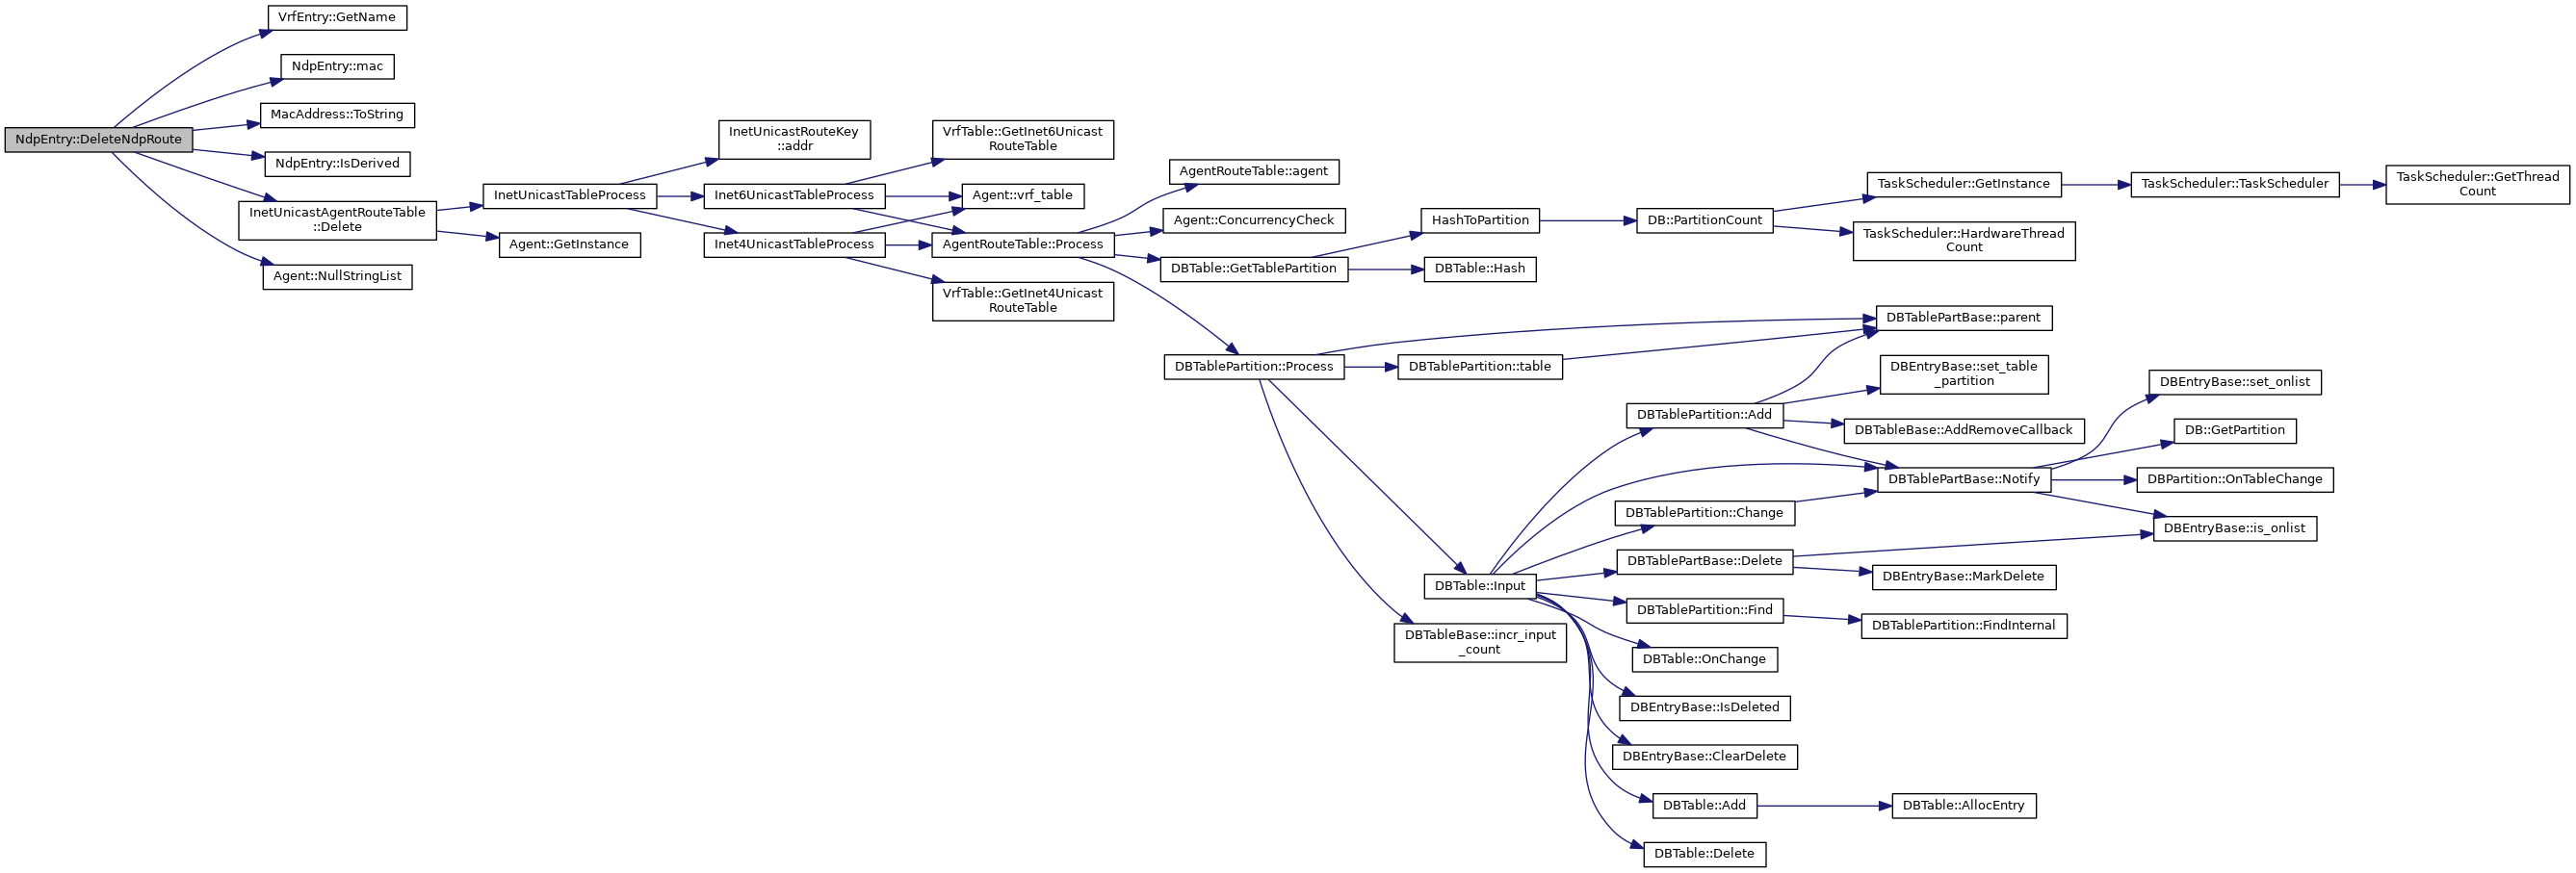 VrfEntry::GetName
NdpEntry::mac
MacAddress::ToString
NdpEntry::DeleteNdpRoute
NdpEntry::IsDerived
InetUnicastAgentRouteTable
::Delete
Agent::NullStringList
InetUnicastTableProcess
Agent::GetInstance
InetUnicastRouteKey
::addr
Inet6UnicastTableProcess
Inet4UnicastTableProcess
VrfTable::GetInet6Unicast
RouteTable
Agent::vrf_table
AgentRouteTable::Process
VrfTable::GetInet4Unicast
RouteTable
AgentRouteTable::agent
Agent::ConcurrencyCheck
DBTable::GetTablePartition
DBTablePartition::Process
HashToPartition
DBTable::Hash
DBTablePartition::table
DBTable::Input
DBTableBase::incr_input
_count
DB::PartitionCount
DBTablePartition::Add
DBTablePartition::Change
DBTablePartBase::Delete
DBTablePartition::Find
DBTable::OnChange
DBEntryBase::IsDeleted
DBEntryBase::ClearDelete
DBTable::Add
DBTable::Delete
TaskScheduler::GetInstance
TaskScheduler::HardwareThread
Count
DBTablePartBase::parent
DBEntryBase::set_table
_partition
DBTableBase::AddRemoveCallback
DBTablePartBase::Notify
DBEntryBase::MarkDelete
DBTablePartition::FindInternal
DBTable::AllocEntry
TaskScheduler::TaskScheduler
DBEntryBase::set_onlist
DB::GetPartition
DBPartition::OnTableChange
DBEntryBase::is_onlist
TaskScheduler::GetThread
Count